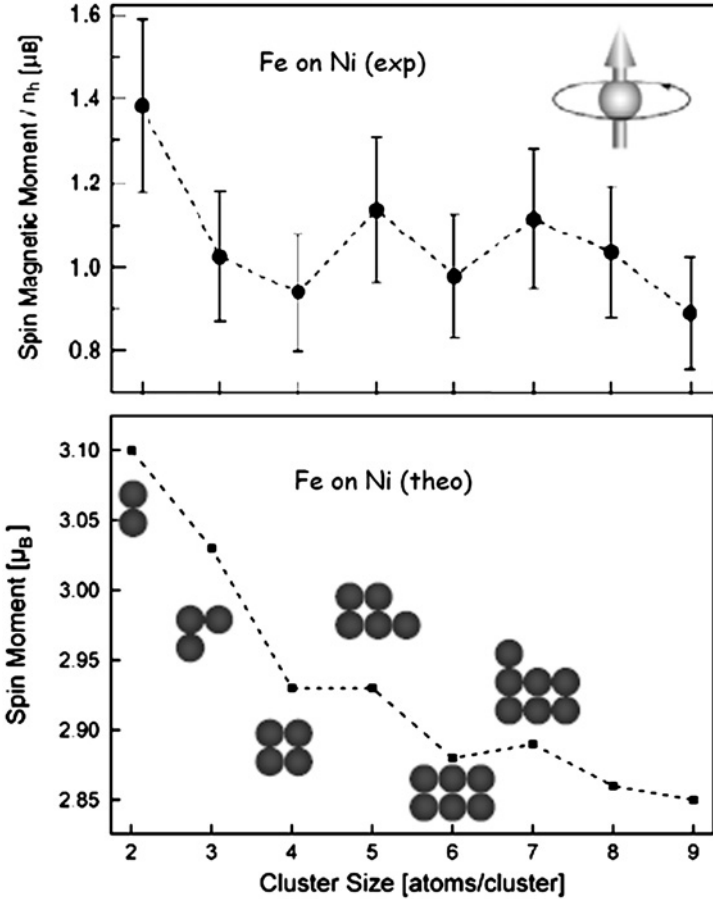 Spin Magnetic Moment / nₕ [μB]
1.6
1.4
1.2
1.0
0.8
Fe on Ni (exp)
Spin Moment [μ_B]
3.10
3.05
3.00
2.95
2.90
2.85
Fe on Ni (theo)
2 3 4 5 6 7 8 9
Cluster Size [atoms/cluster]